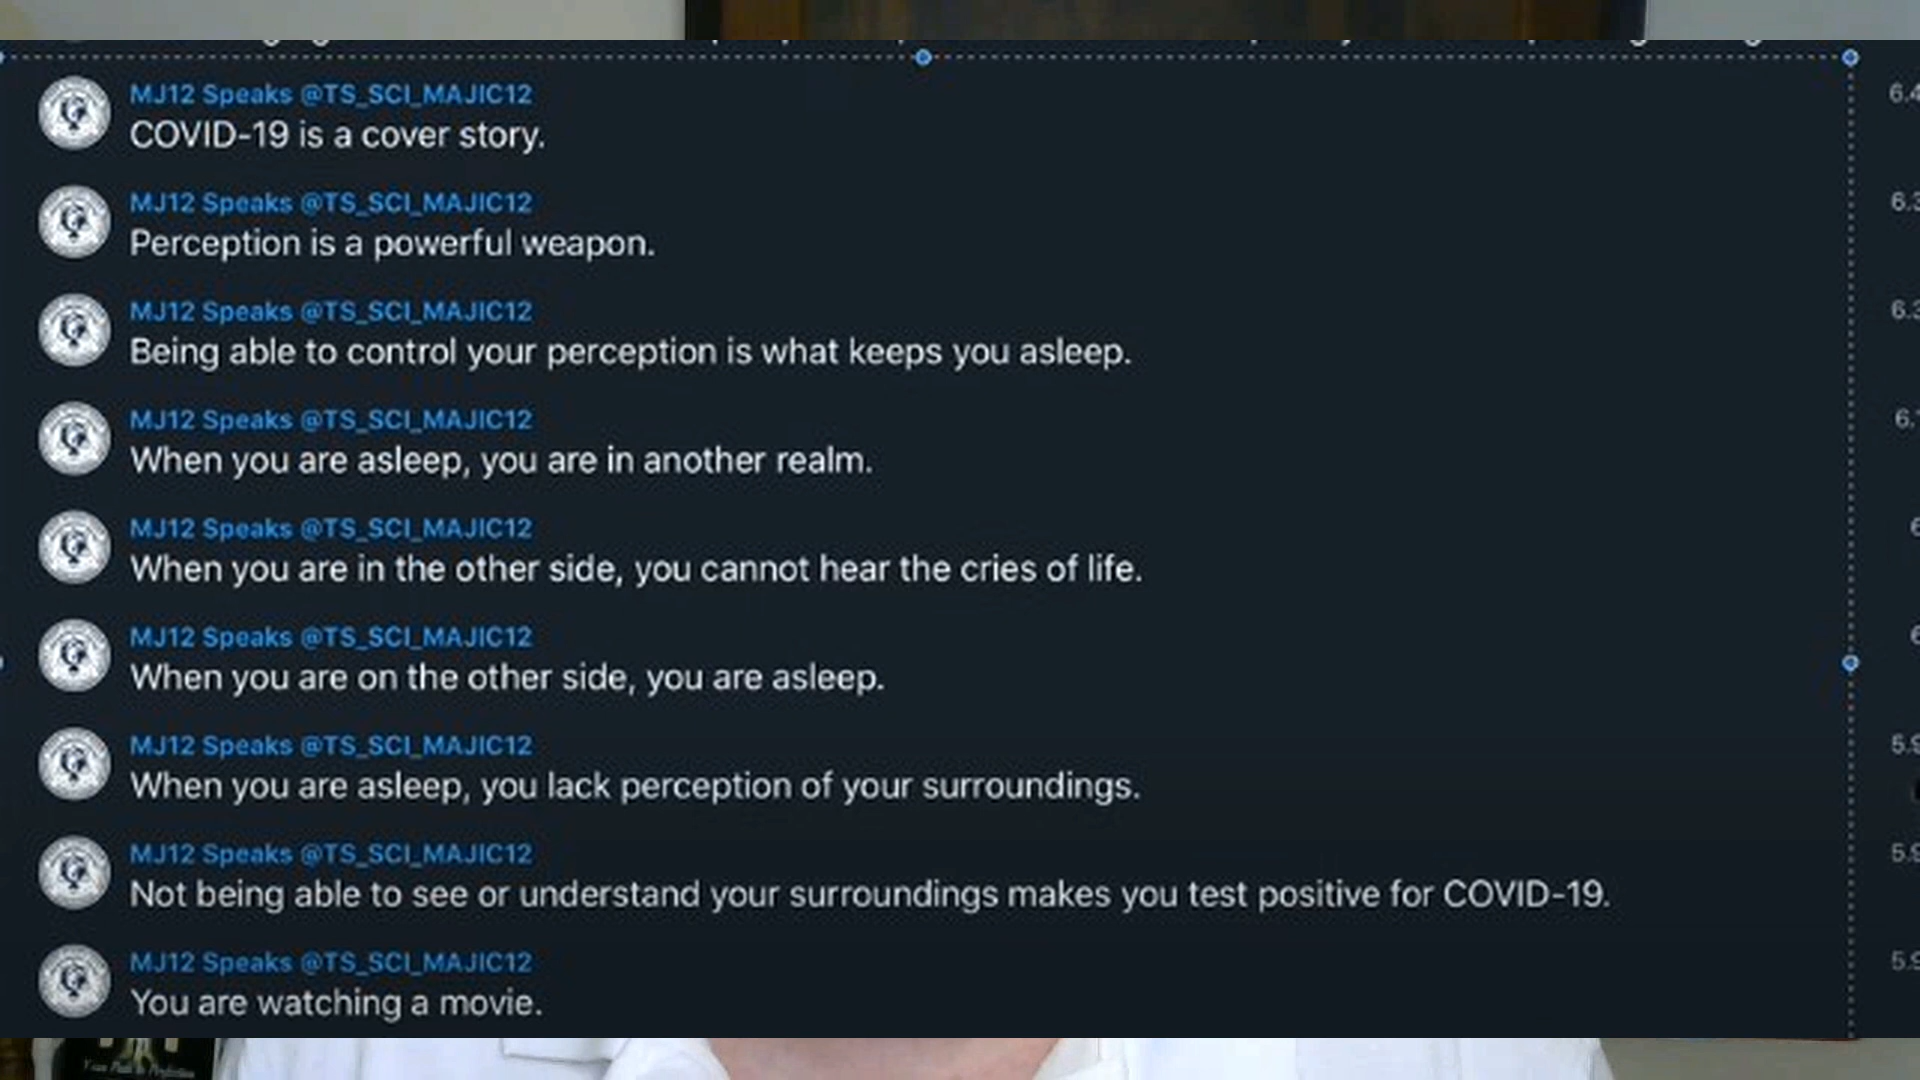 MJ12 Speaks @TS_SCI_MAJIC12
COVID-19 is a cover story.
MJ12 Speaks @TS_SCI_MAJIC12
Perception is a powerful weapon.
MJ12 Speaks @TS_SCI_MAJIC12
Being able to control your perception is what keeps you asleep.
MJ12 Speaks @TS_SCI_MAJIC12
When you are asleep, you are in another realm.
MJ12 Speaks @TS_SCI_MAJIC12
When you are in the other side, you cannot hear the cries of life.
MJ12 Speaks @TS_SCI_MAJIC12
When you are on the other side, you are asleep.
MJ12 Speaks @TS_SCI_MAJIC12
When you are asleep, you lack perception of your surroundings.
MJ12 Speaks @TS_SCI_MAJIC12
Not being able to see or understand your surroundings makes you test positive for COVID-19.
MJ12 Speaks @TS_SCI_MAJIC12
You are watching a movie.